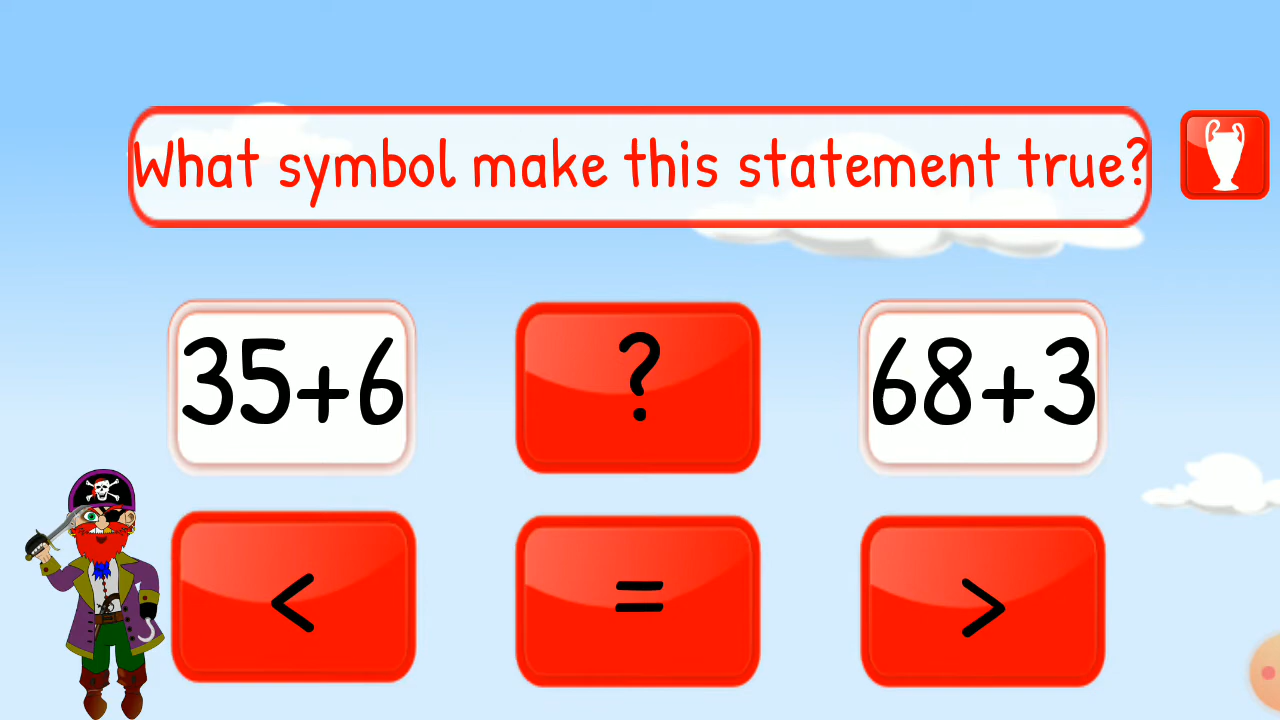 What symbol make this statement true?
35+6 ? 68+3
< = >